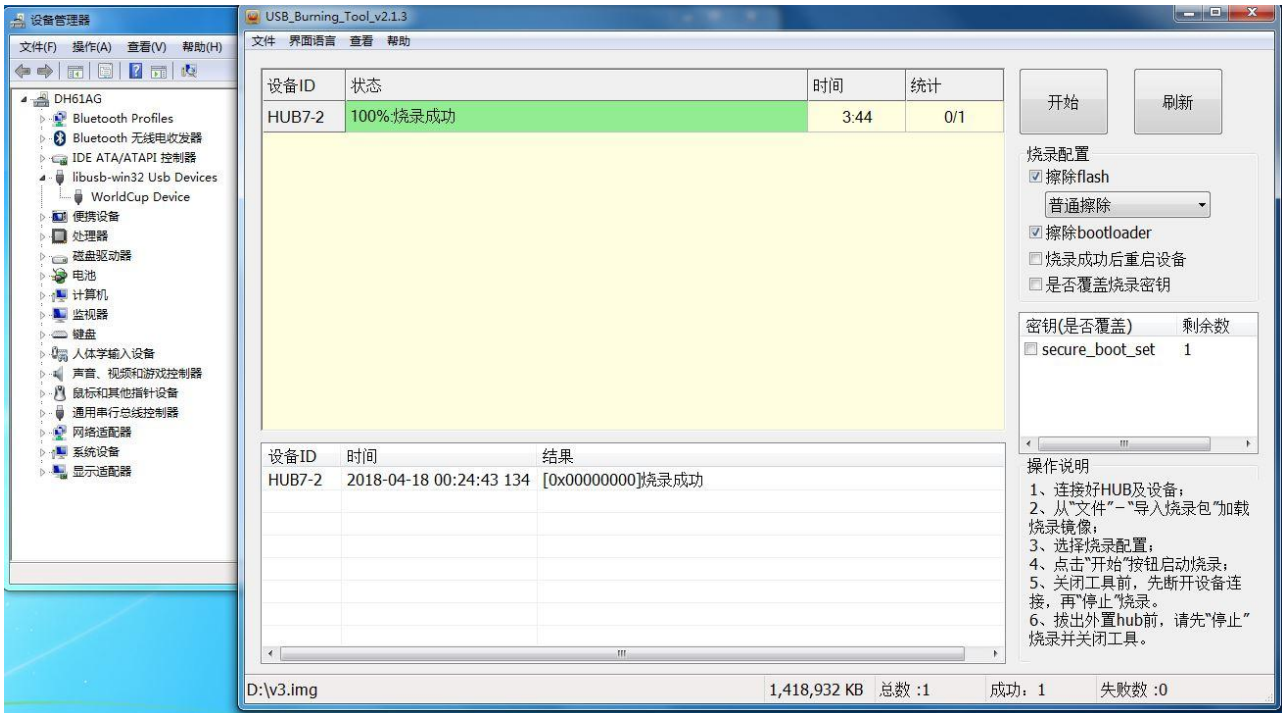 设备管理器
文件(F) 操作(A) 查看(V) 帮助(H)
DH61AG
Bluetooth Profiles
Bluetooth 无线电收发器
IDE ATA/ATAPI 控制器
libusb-win32 Usb Devices
WorldCup Device
便携设备
处理器
磁盘驱动器
电池
计算机
监视器
键盘
人体学输入设备
声音、视频和游戏控制器
鼠标和其他指针设备
通用串行总线控制器
网络适配器
系统设备
显示适配器
USB_Burning_Tool_v2.1.3
文件 界面语言 查看 帮助
设备ID 状态 时间 统计
HUB7-2 100%:烧录成功 3:44 0/1
设备ID 时间 结果
HUB7-2 2018-04-18 00:24:43 134 [0x00000000]烧录成功
开始 刷新
烧录配置
擦除flash
普通擦除
擦除bootloader
烧录成功后重启设备
是否覆盖烧录密钥
密钥(是否覆盖) 剩余数
secure_boot_set 1
操作说明
1、连接好HUB及设备;
2、从"文件"-"导入烧录包"加载
烧录镜像;
3、选择烧录配置;
4、点击"开始"按钮启动烧录;
5、关闭工具前,先断开设备连
接,再"停止"烧录。
6、拔出外置hub前,请先"停止"
烧录并关闭工具。
D:\v3.img 1,418,932 KB 总数 :1 成功: 1 失败数 :0